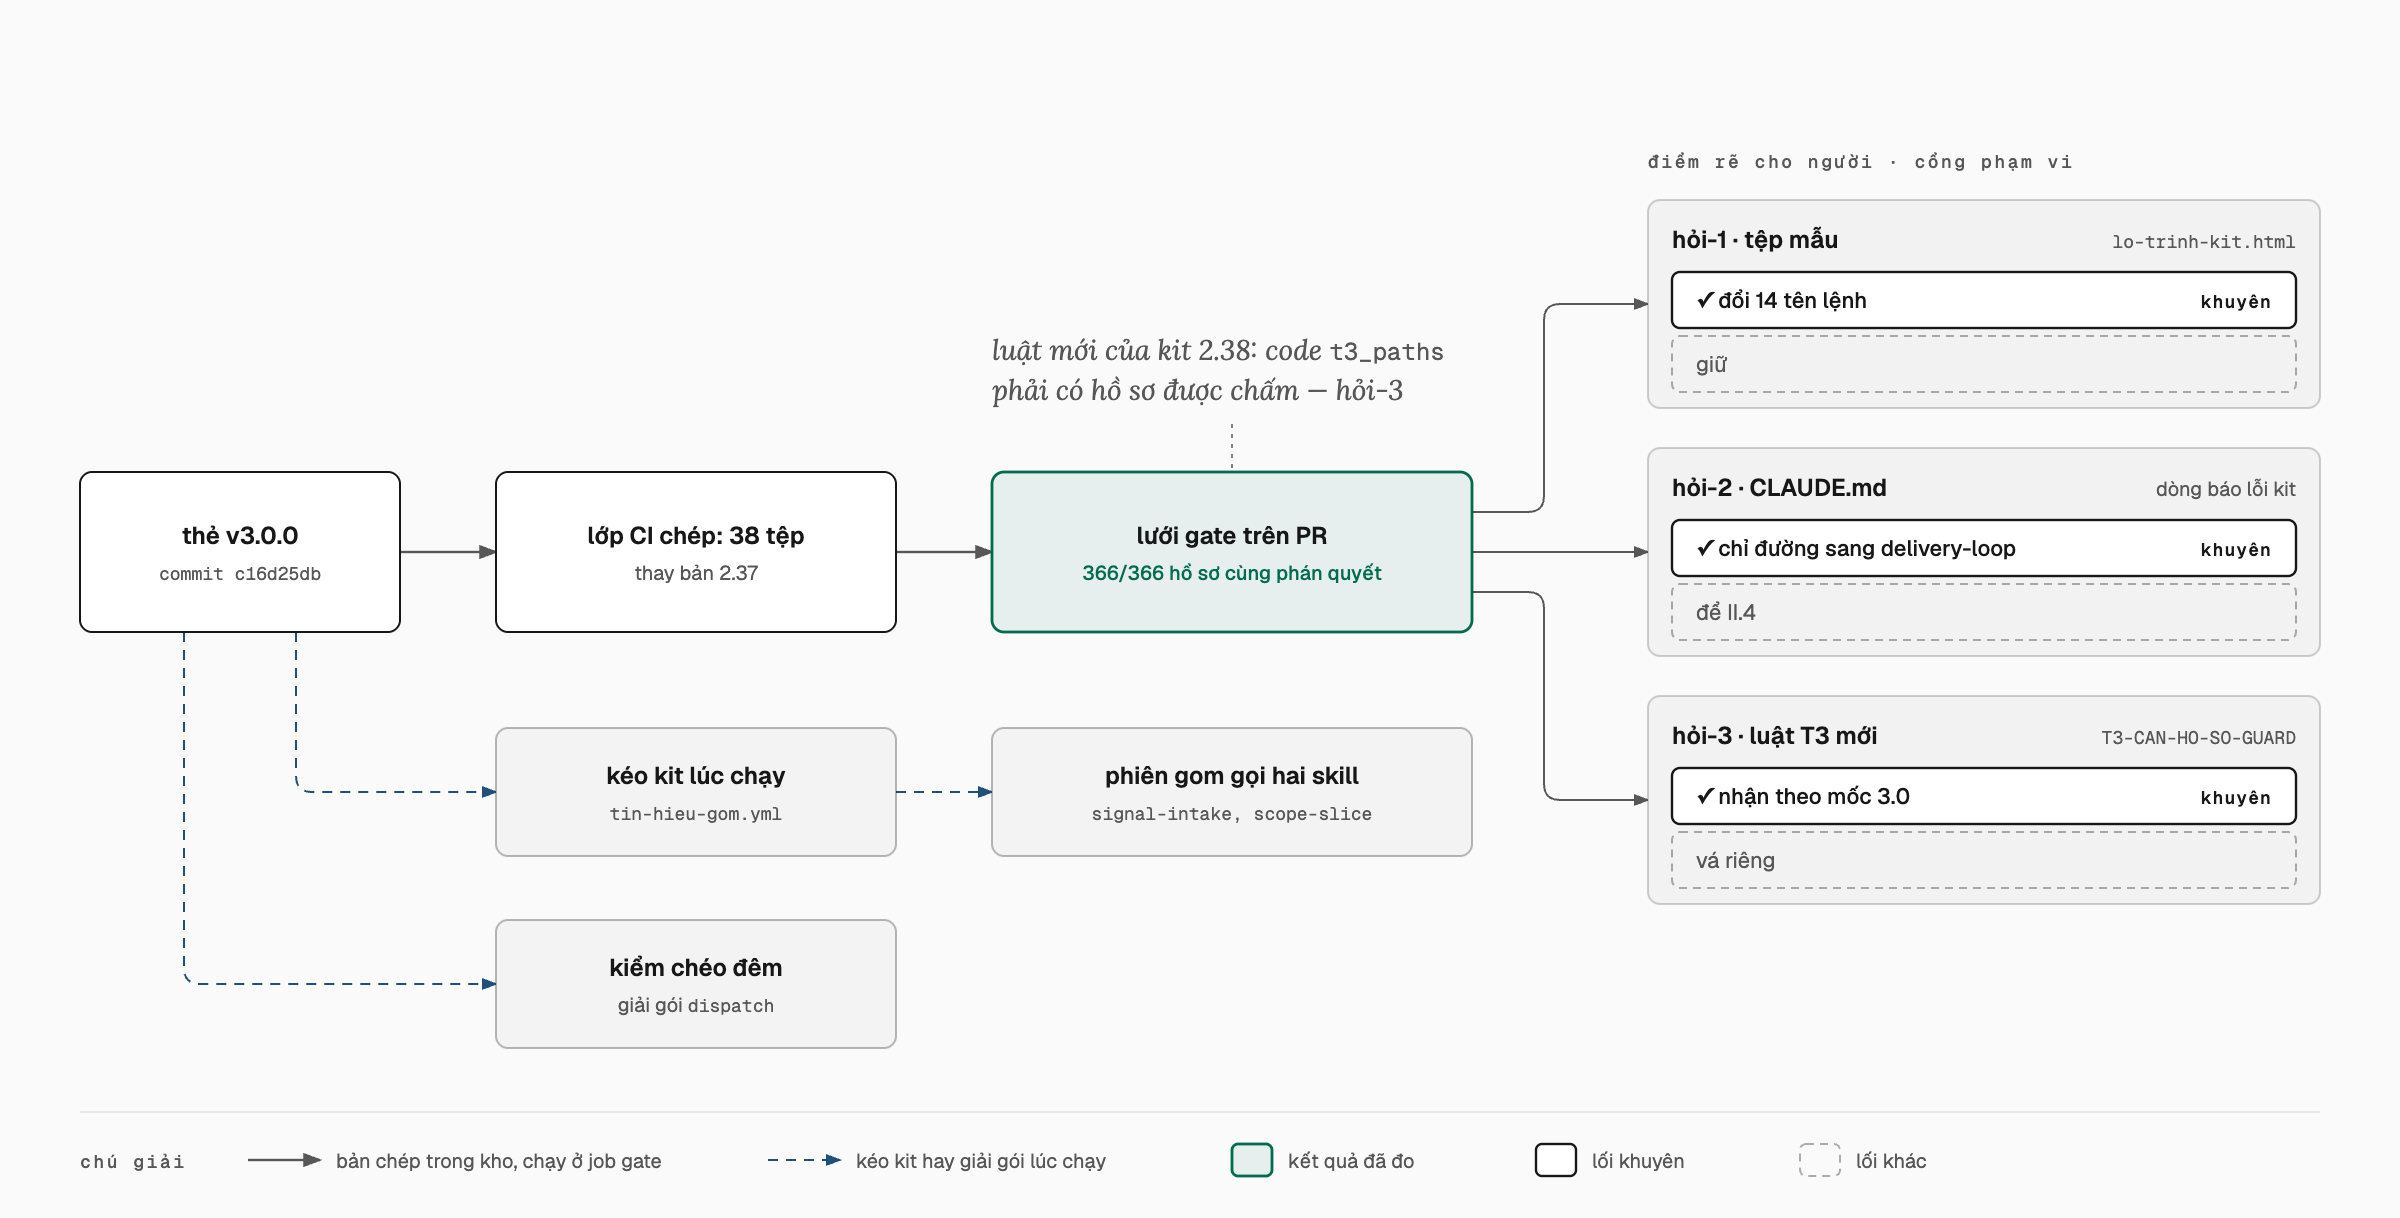 điểm rẽ cho người · cổng phạm vi
hỏi-1 · tệp mẫu
lo-trinh-kit.html
✓ đổi 14 tên lệnh
khuyên
giữ
luật mới của kit 2.38: code t3_paths
phải có hồ sơ được chấm — hỏi-3
thẻ v3.0.0
commit c16d25db
lớp CI chép: 38 tệp
thay bản 2.37
lưới gate trên PR
366/366 hồ sơ cùng phán quyết
hỏi-2 · CLAUDE.md
dòng báo lỗi kit
✓ chỉ đường sang delivery-loop
khuyên
để II.4
kéo kit lúc chạy
tin-hieu-gom.yml
phiên gom gọi hai skill
signal-intake, scope-slice
hỏi-3 · luật T3 mới
T3-CAN-HO-SO-GUARD
✓ nhận theo mốc 3.0
khuyên
vá riêng
kiểm chéo đêm
giải gói dispatch
chú giải
bản chép trong kho, chạy ở job gate
kéo kit hay giải gói lúc chạy
kết quả đã đo
lối khuyên
lối khác